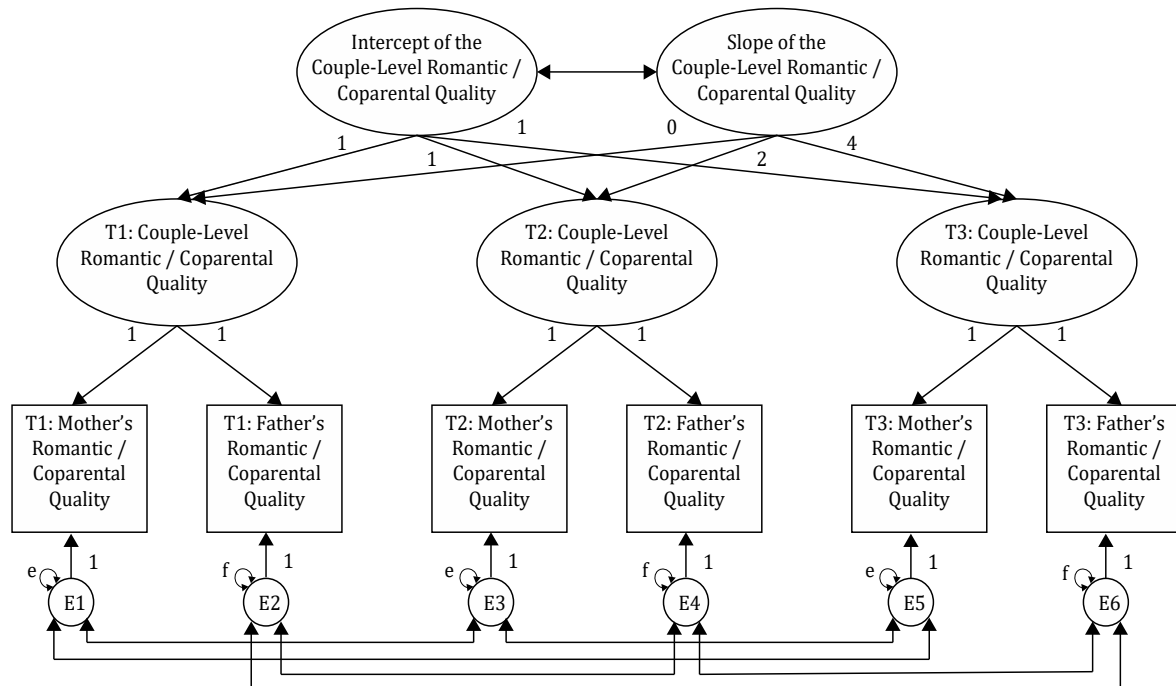 Intercept of the
Couple-Level Romantic /
Coparental Quality
Slope of the
Couple-Level Romantic /
Coparental Quality
1
1
1
0
2
4
T1: Couple-Level
Romantic / Coparental
Quality
T2: Couple-Level
Romantic / Coparental
Quality
T3: Couple-Level
Romantic / Coparental
Quality
1
1
1
1
1
1
T1: Mother’s
Romantic /
Coparental
Quality
T1: Father’s
Romantic /
Coparental
Quality
T2: Mother’s
Romantic /
Coparental
Quality
T2: Father’s
Romantic /
Coparental
Quality
T3: Mother’s
Romantic /
Coparental
Quality
T3: Father’s
Romantic /
Coparental
Quality
e
1
E1
f
1
E2
e
1
E3
f
1
E4
e
1
E5
f
1
E6